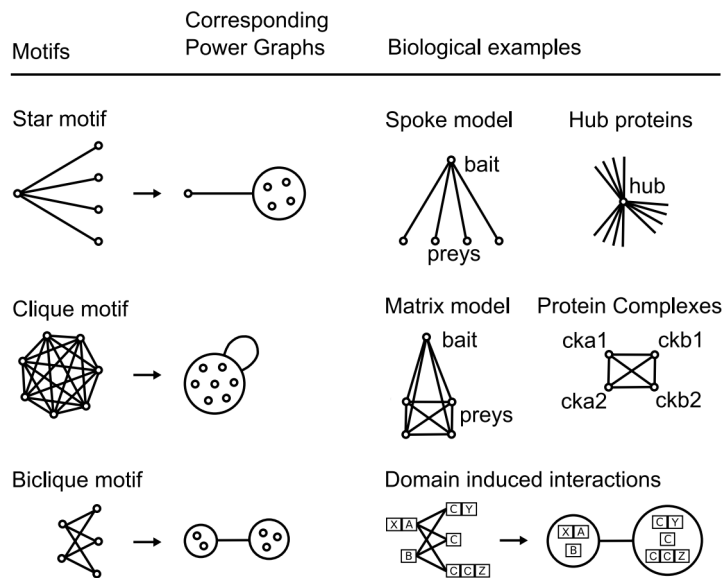 Motifs
Corresponding
Power Graphs
Biological examples
Star motif
Spoke model
bait
preys
Hub proteins
hub
Clique motif
Matrix model
bait
preys
Protein Complexes
cka1 ckb1
cka2 ckb2
Biclique motif
Domain induced interactions
X A
B
C Y
C
C C Z
X A
B
C Y
C
C C Z